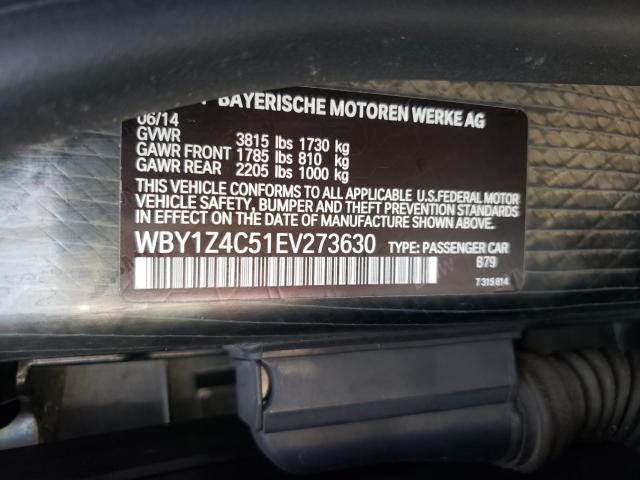 BAYERISCHE MOTOREN WERKE AG
06/14
GVWR 3815 lbs 1730 kg
GAWR FRONT 1785 lbs 810 kg
GAWR REAR 2205 lbs 1000 kg
THIS VEHICLE CONFORMS TO ALL APPLICABLE U.S.FEDERAL MOTOR
VEHICLE SAFETY, BUMPER AND THEFT PREVENTION STANDARDS
IN EFFECT ON THE DATE OF MANUFACTURE SHOWN ABOVE.
WBY1Z4C51EV273630 TYPE: PASSENGER CAR
B79
7315814